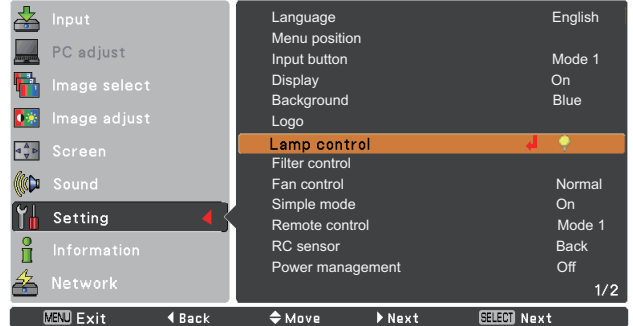 Input
PC adjust
Image select
Image adjust
Screen
Sound
Setting
Information
Network
Language English
Menu position
Input button Mode 1
Display On
Background Blue
Logo
Lamp control
Filter control
Fan control Normal
Simple mode On
Remote control Mode 1
RC sensor Back
Power management Off
1/2
MENU Exit Back Move Next SELECT Next